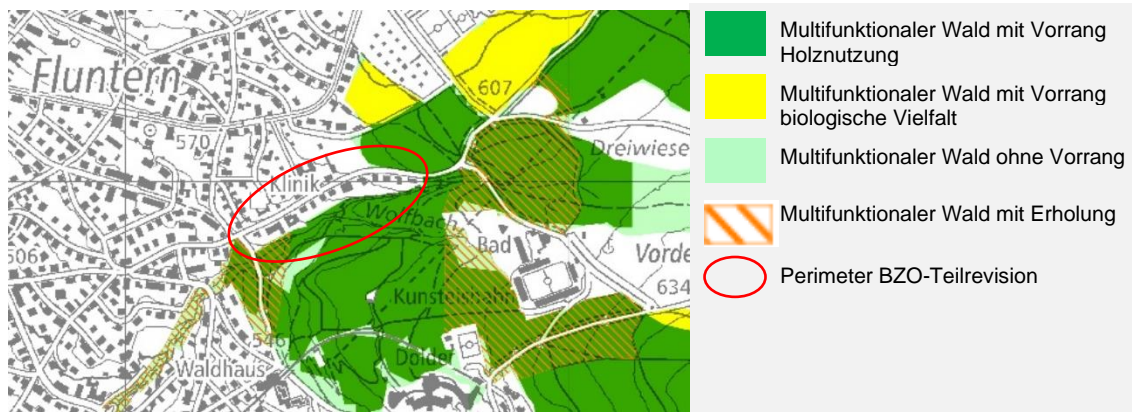 Fluntern
607
570
Dreiwiese
Klinik
Wolfbach
Bad
Vorde
606
634
Kunsteisbahn
546
Dolder
Waldhaus
Multifunktionaler Wald mit Vorrang
Holznutzung
Multifunktionaler Wald mit Vorrang
biologische Vielfalt
Multifunktionaler Wald ohne Vorrang
Multifunktionaler Wald mit Erholung
Perimeter BZO-Teilrevision